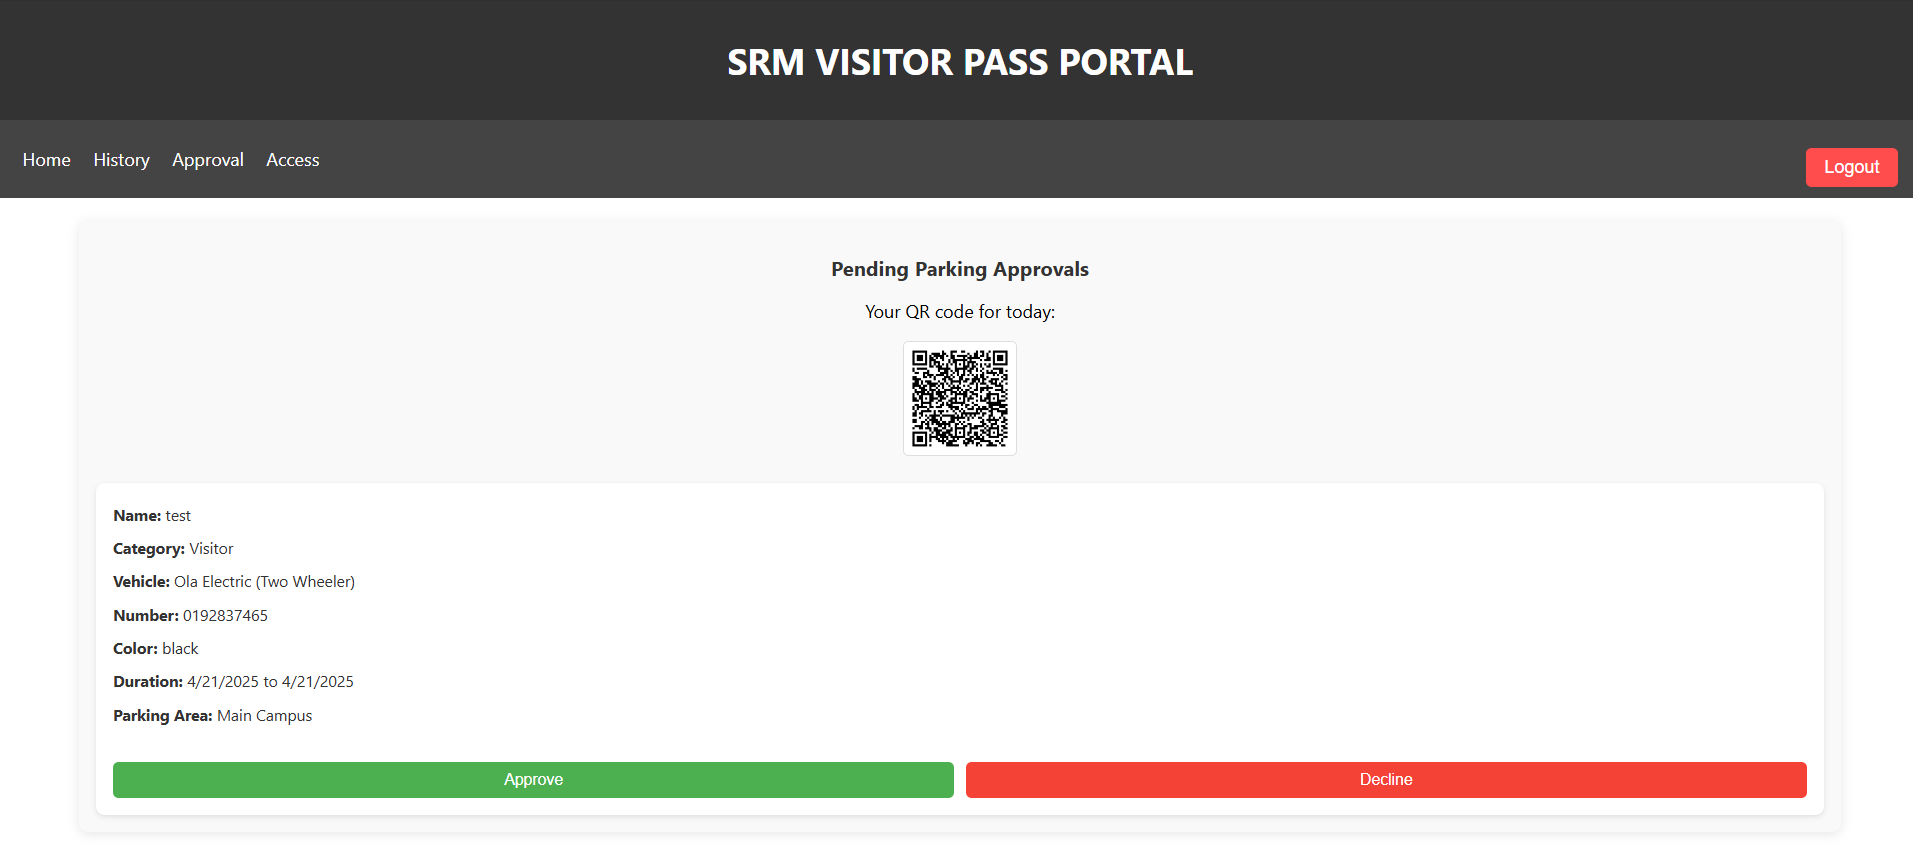 SRM VISITOR PASS PORTAL
Home History Approval Access
Logout
Pending Parking Approvals
Your QR code for today:
Name: test
Category: Visitor
Vehicle: Ola Electric (Two Wheeler)
Number: 0192837465
Color: black
Duration: 4/21/2025 to 4/21/2025
Parking Area: Main Campus
Approve Decline